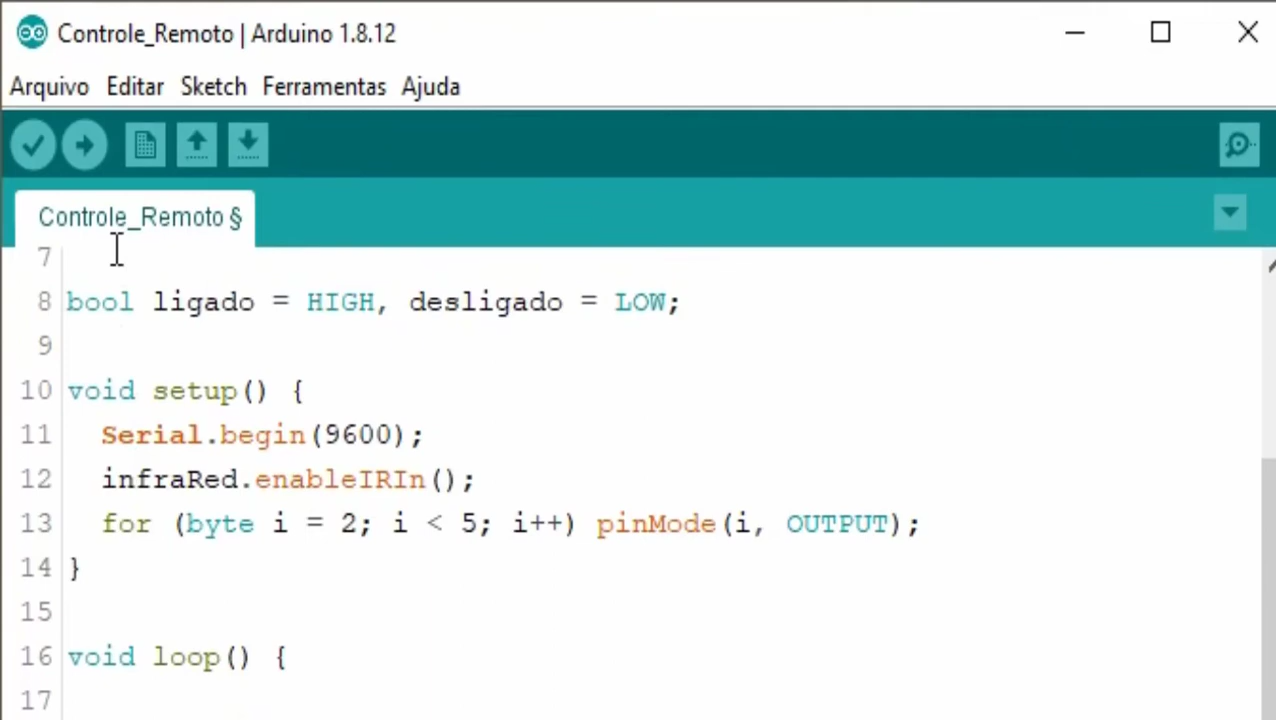 Controle_Remoto | Arduino 1.8.12
Arquivo Editar Sketch Ferramentas Ajuda
Controle_Remoto §
7
8 bool ligado = HIGH, desligado = LOW;
9
10 void setup() {
11 Serial.begin(9600);
12 infraRed.enableIRIn();
13 for (byte i = 2; i < 5; i++) pinMode(i, OUTPUT);
14 }
15
16 void loop() {
17